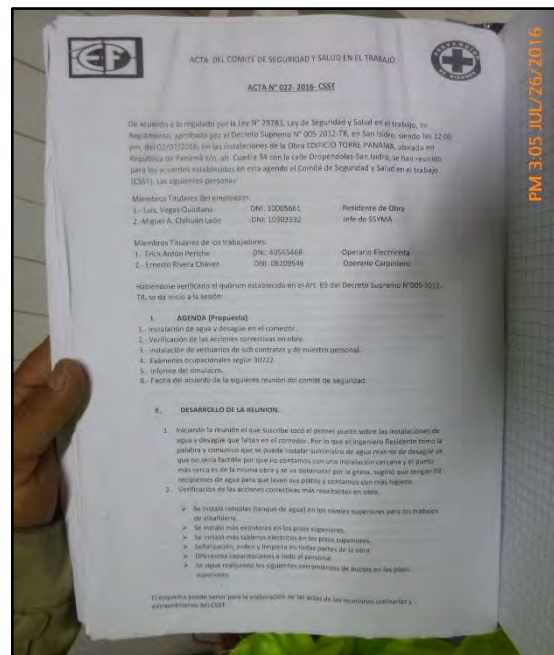 EF
ACTA DEL COMITÉ DE SEGURIDAD Y SALUD EN EL TRABAJO
ACTA N° 022- 2016- CSST
De acuerdo a lo regulado por la Ley N° 29783, Ley de Seguridad y Salud en el trabajo, su
Reglamento, aprobado por el Decreto Supremo N° 005-2012-TR, en San Isidro, siendo las 12:00
pm, del 02/07/2016, en las instalaciones de la Obra EDIFICIO TORRE PANAMA, ubicada en
República de Panamá s/n, alt. Cuadra 34 con la calle Oropéndolas-San Isidro, se han reunido
para los acuerdos establecidos en esta agenda el Comité de Seguridad y Salud en el trabajo
(CSST). Las siguientes personas:
Miembros Titulares del empleador:
1.-Luis, Vegas Quintana DNI: 10005661 Residente de Obra
2.-Miguel A. Chihuán León DNI: 10303332 Jefe de SSYMA
Miembros Titulares de los trabajadores:
1. Erick Antón Periche DNI: 40565468 Operario Electricista
2.- Ernesto Rivera Chávez DNI: 08209546 Operario Carpintero
Habiéndose verificado el quórum establecido en el Art. 69 del Decreto Supremo N°005-2012-
TR, se da inicio a la sesión:
I. AGENDA (Propuesta)
1.- Instalación de agua y desagüe en el comedor.
2.- Verificación de las acciones correctivas en obra.
3.- Instalación de vestuarios de sub contratas y de nuestro personal.
4.- Exámenes ocupacionales según 30222.
5.- Informe del simulacro.
6.- Fecha del acuerdo de la siguiente reunión del comité de seguridad.
II. DESARROLLO DE LA REUNION.
1. Iniciando la reunión el que suscribe tocó el primer punto sobre las instalaciones de
agua y desagüe que faltan en el comedor. Por lo que el Ingeniero Residente tomo la
palabra y comunico que se puede instalar suministro de agua mas no de desagüe ya
que no sería factible por que no contamos con una instalación cercana y el punto
más cerca es de la misma obra y se va deteriorar por la grasa, sugirió que tengan 03
recipientes de agua para que laven sus platos y contamos con más higiene.
2. Verificación de las acciones correctivas más resaltantes en obra.
➢ Se instaló rotoplas (tanque de agua) en los niveles superiores para los trabajos
de albañilería.
➢ Se instaló más extintores en los pisos superiores.
➢ Se instaló más tableros eléctricos en los pisos superiores.
➢ Señalización, orden y limpieza en todas partes de la obra.
➢ Diferentes capacitaciones a todo el personal
➢ Se sigue realizando los siguientes cerramientos de ductos en los pisos
superiores
El esquema puede servir para la elaboración de las actas de las reuniones ordinarias y
extraordinarias del CSST.
PM 3:05 JUL/26/2016